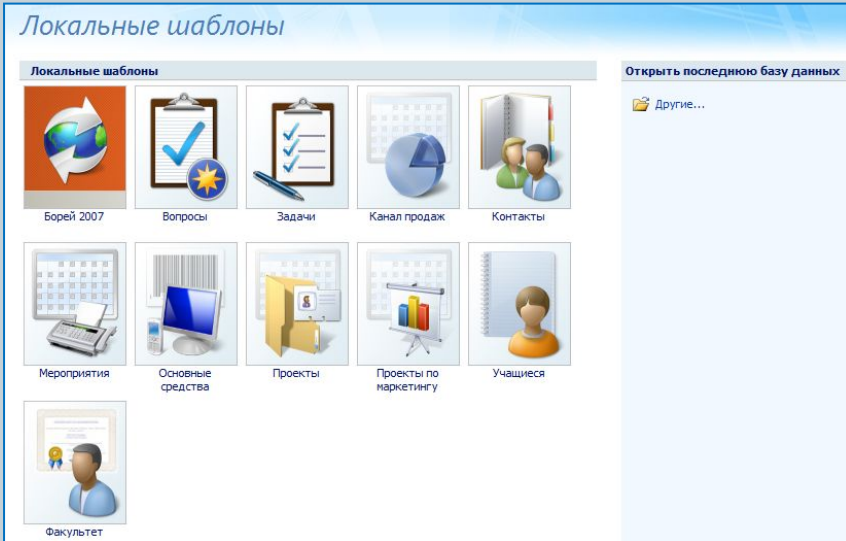 Локальные шаблоны
Локальные шаблоны
Открыть последнюю базу данных
Другие...
Борей 2007
Вопросы
Задачи
Канал продаж
Контакты
Мероприятия
Основные
средства
Проекты
Проекты по
маркетингу
Учащиеся
Факультет